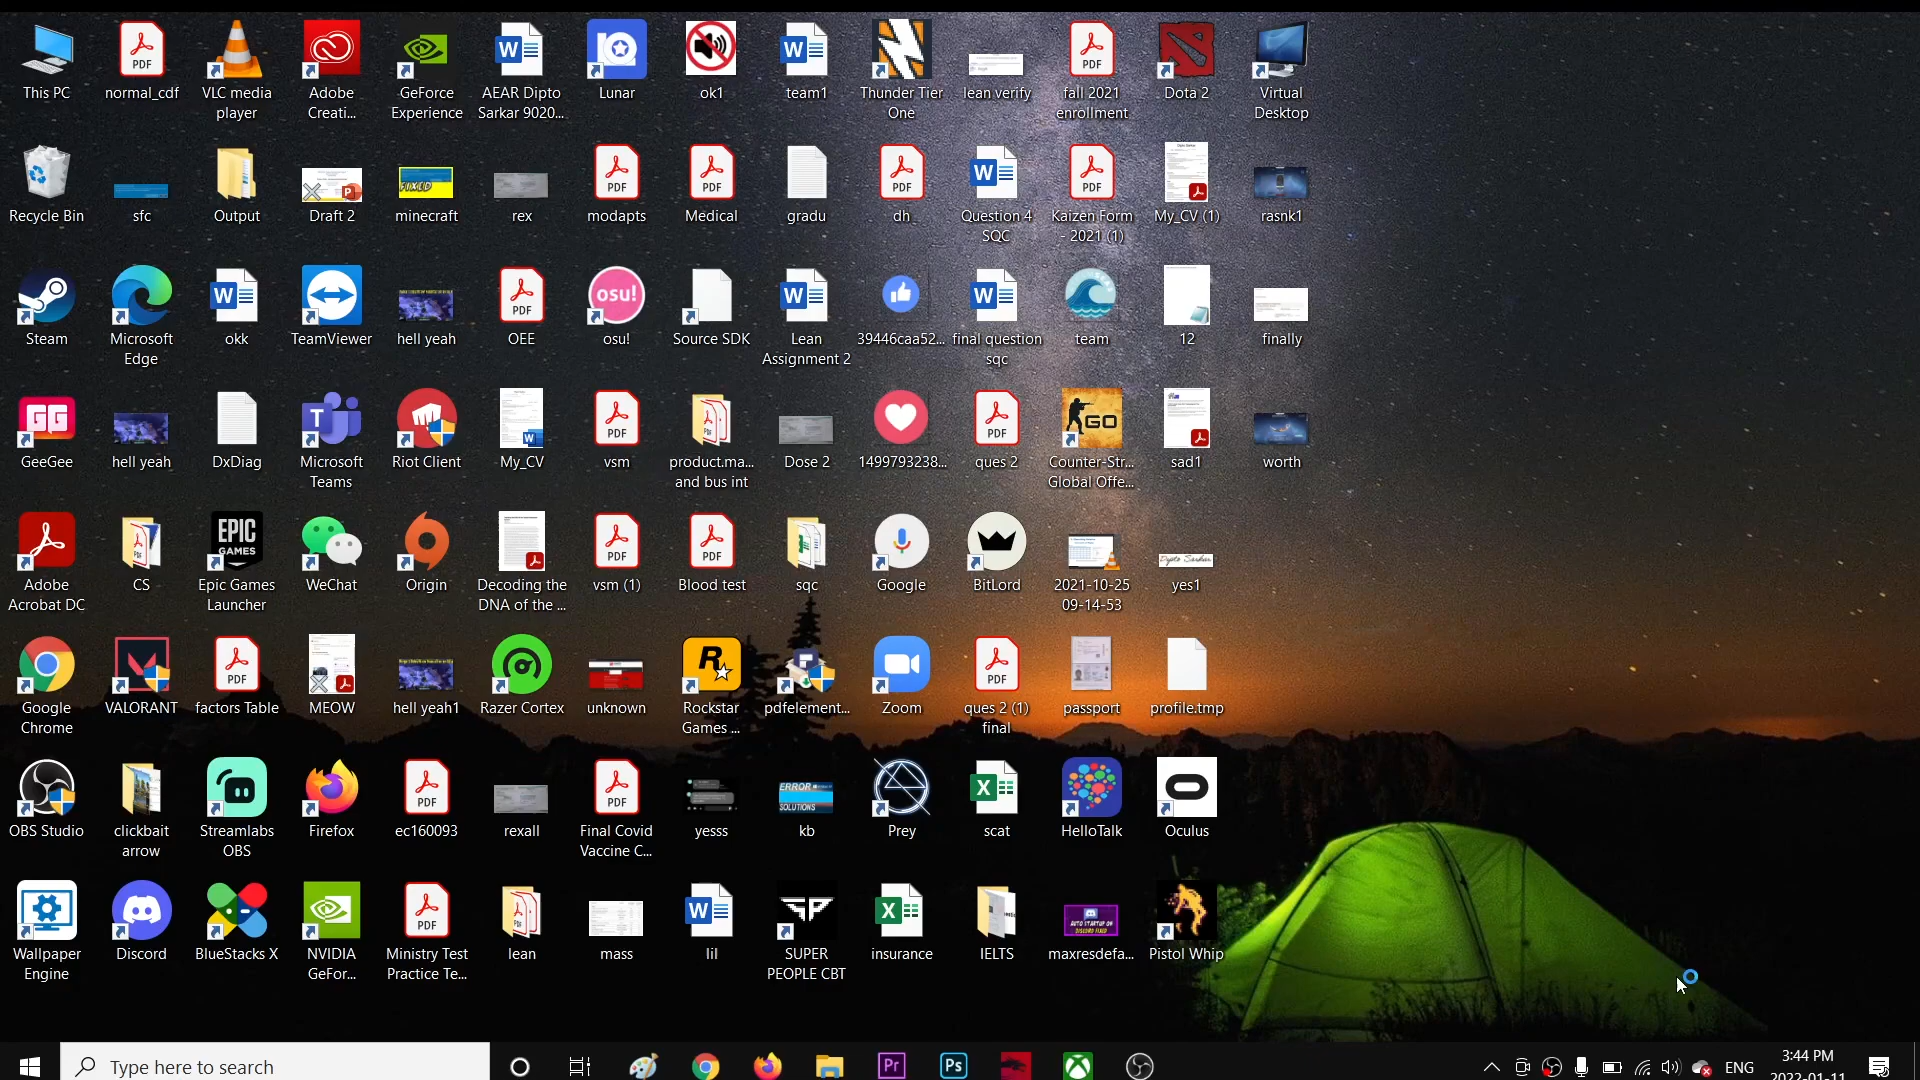 This PC
normal_cdf
VLC media
player
Adobe
Creati...
GeForce
Experience
AEAR Dipto
Sarkar 9020...
Lunar
ok1
team1
Thunder Tier
One
lean verify
fall 2021
enrollment
Dota 2
Virtual
Desktop
Recycle Bin
sfc
Output
Draft 2
minecraft
rex
modapts
Medical
gradu
dh
Question 4
SQC
Kaizen Form
- 2021 (1)
My_CV (1)
rasnk1
Steam
Microsoft
Edge
okk
TeamViewer
hell yeah
OEE
osu!
Source SDK
Lean
Assignment 2
39446caa52...
final question
sqc
team
12
finally
GeeGee
hell yeah
DxDiag
Microsoft
Teams
Riot Client
My_CV
vsm
product.ma...
and bus int
Dose 2
1499793238...
ques 2
Counter-Str...
Global Offe...
sad1
worth
Adobe
Acrobat DC
CS
EPIC
GAMES
Epic Games
Launcher
WeChat
Origin
Decoding the
DNA of the ...
vsm (1)
Blood test
sqc
Google
BitLord
2021-10-25
09-14-53
yes1
Google
Chrome
VALORANT
factors Table
MEOW
hell yeah1
Razer Cortex
unknown
Rockstar
Games ...
pdfelement...
Zoom
ques 2 (1)
final
passport
profile.tmp
OBS Studio
clickbait
arrow
Streamlabs
OBS
Firefox
ec160093
rexall
Final Covid
Vaccine C...
yesss
ERROR
SOLUTIONS
kb
Prey
scat
HelloTalk
Oculus
Wallpaper
Engine
Discord
BlueStacks X
NVIDIA
GeFor...
Ministry Test
Practice Te...
lean
mass
lil
SUPER
PEOPLE CBT
insurance
IELTS
maxresdefa...
Pistol Whip
Type here to search
Pr
Ps
ENG
3:44 PM
2022-01-11